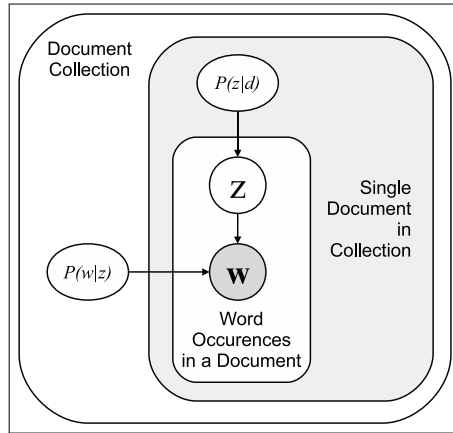 Document
Collection
P(z|d)
z
Single
Document
in
Collection
P(w|z)
w
Word
Occurences
in a Document